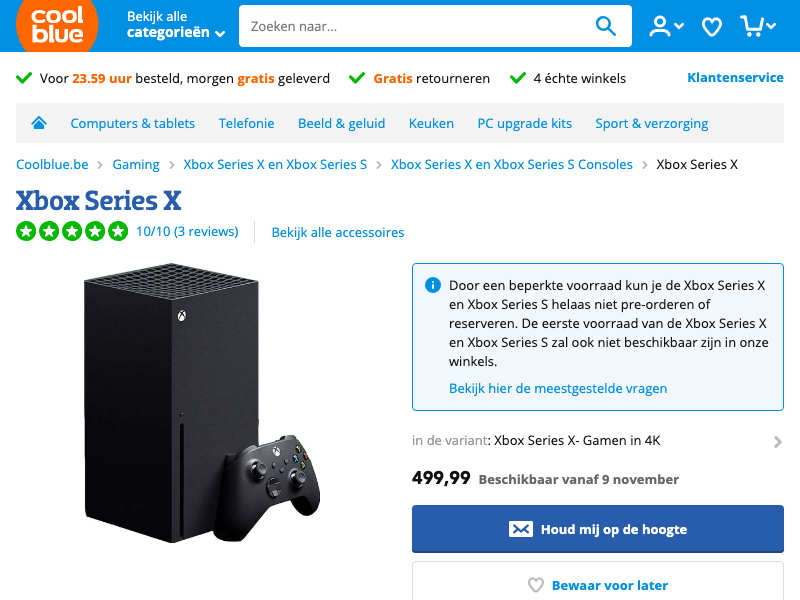 cool
blue
Bekijk alle
categorieën
Zoeken naar...
Voor 23.59 uur besteld, morgen gratis geleverd
Gratis retourneren
4 échte winkels
Klantenservice
Computers & tablets
Telefonie
Beeld & geluid
Keuken
PC upgrade kits
Sport & verzorging
Coolblue.be > Gaming > Xbox Series X en Xbox Series S > Xbox Series X en Xbox Series S Consoles > Xbox Series X
Xbox Series X
10/10 (3 reviews)
Bekijk alle accessoires
Door een beperkte voorraad kun je de Xbox Series X
en Xbox Series S helaas niet pre-orderen of
reserveren. De eerste voorraad van de Xbox Series X
en Xbox Series S zal ook niet beschikbaar zijn in onze
winkels.
Bekijk hier de meestgestelde vragen
in de variant: Xbox Series X- Gamen in 4K
499,99 Beschikbaar vanaf 9 november
Houd mij op de hoogte
Bewaar voor later